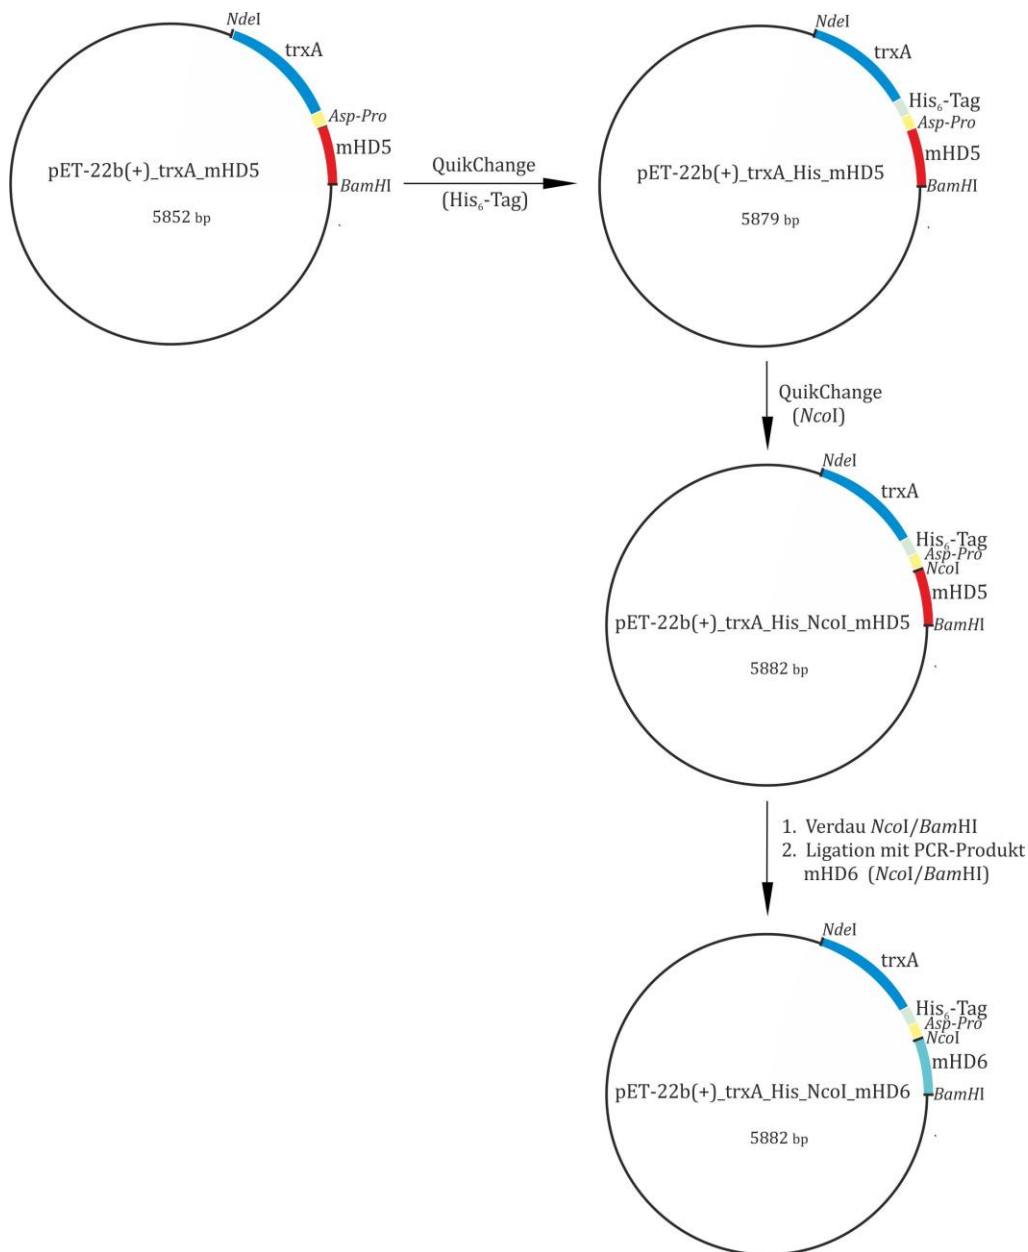 NdeI
trxA
Asp-Pro
mHD5
BamHI
pET-22b(+)_trxA_mHD5
5852 bp
QuikChange
(His₆-Tag)
NdeI
trxA
His₆-Tag
Asp-Pro
mHD5
BamHI
pET-22b(+)_trxA_His_mHD5
5879 bp
QuikChange
(NcoI)
NdeI
trxA
His₆-Tag
Asp-Pro
NcoI
mHD5
BamHI
pET-22b(+)_trxA_His_NcoI_mHD5
5882 bp
1. Verdau NcoI/BamHI
2. Ligation mit PCR-Produkt
mHD6 (NcoI/BamHI)
NdeI
trxA
His₆-Tag
Asp-Pro
NcoI
mHD6
BamHI
pET-22b(+)_trxA_His_NcoI_mHD6
5882 bp